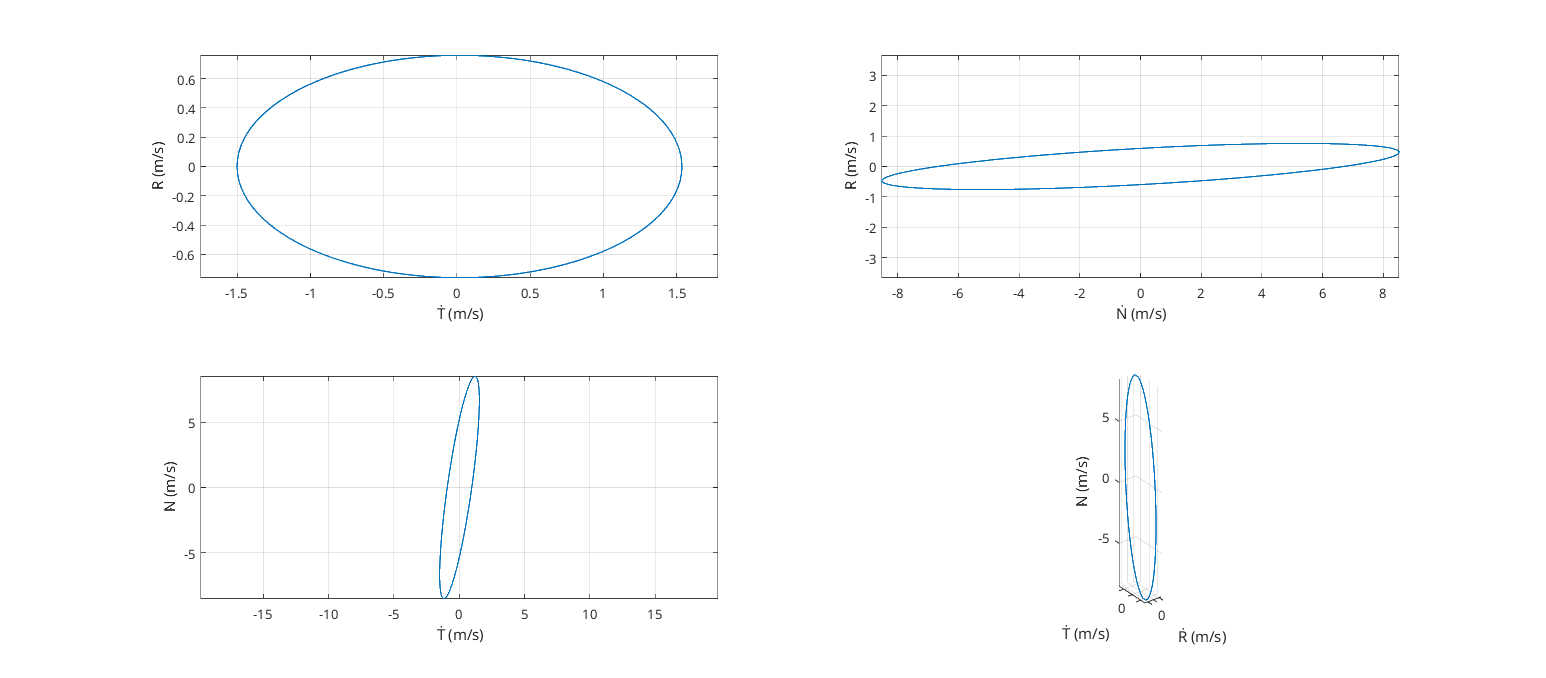 0.6
0.4
0.2
0
-0.2
-0.4
-0.6
R (m/s)
-1.5 -1 -0.5 0 0.5 1 1.5
Ṫ (m/s)
3
2
1
0
-1
-2
-3
R (m/s)
-8 -6 -4 -2 0 2 4 6 8
Ṅ (m/s)
5
0
-5
N (m/s)
-15 -10 -5 0 5 10 15
Ṫ (m/s)
5
0
-5
N (m/s)
0 0
Ṫ (m/s) Ṙ (m/s)